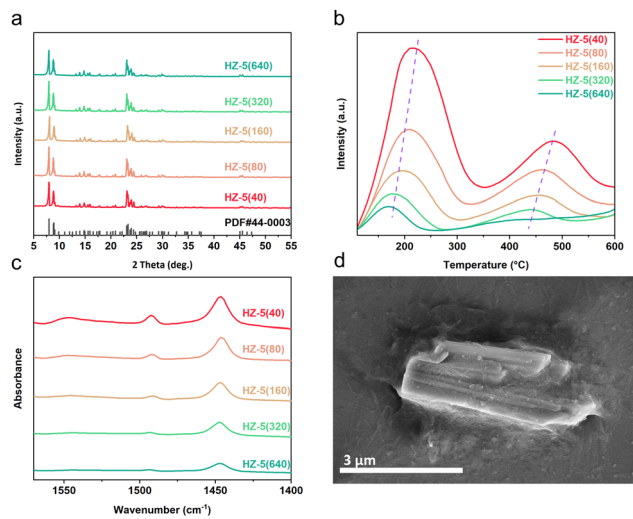 a
Intensity (a.u.)
HZ-5(640)
HZ-5(320)
HZ-5(160)
HZ-5(80)
HZ-5(40)
PDF#44-0003
5 10 15 20 25 30 35 40 45 50 55
2 Theta (deg.)
b
Intensity (a.u.)
HZ-5(40)
HZ-5(80)
HZ-5(160)
HZ-5(320)
HZ-5(640)
200 300 400 500 600
Temperature (°C)
c
Absorbance
HZ-5(40)
HZ-5(80)
HZ-5(160)
HZ-5(320)
HZ-5(640)
1550 1500 1450 1400
Wavenumber (cm⁻¹)
d
3 μm